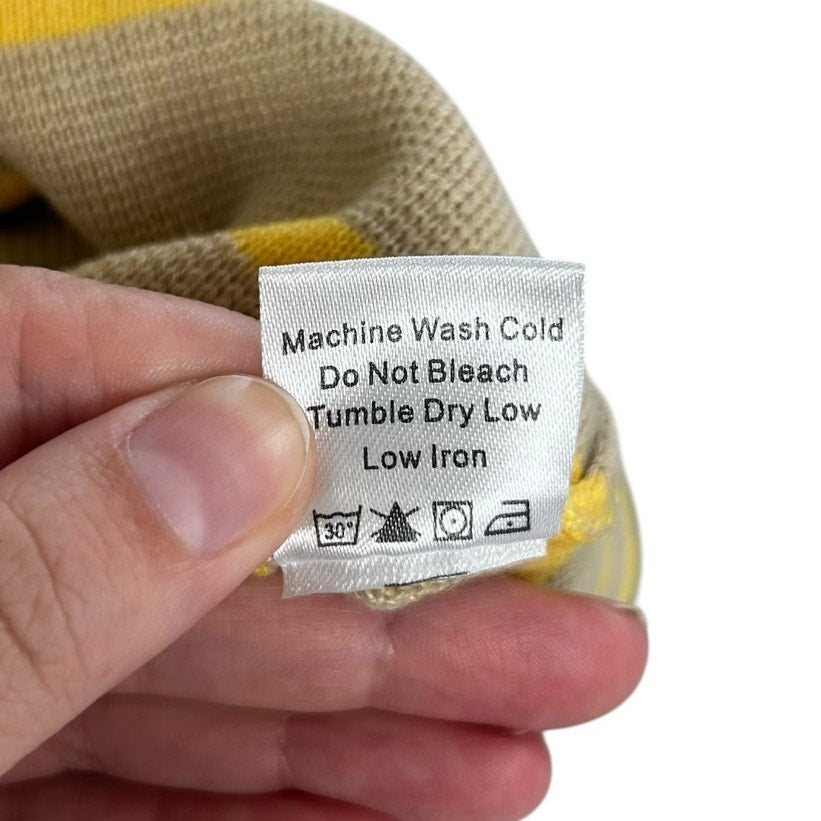 Machine Wash Cold
Do Not Bleach
Tumble Dry Low
Low Iron
30°